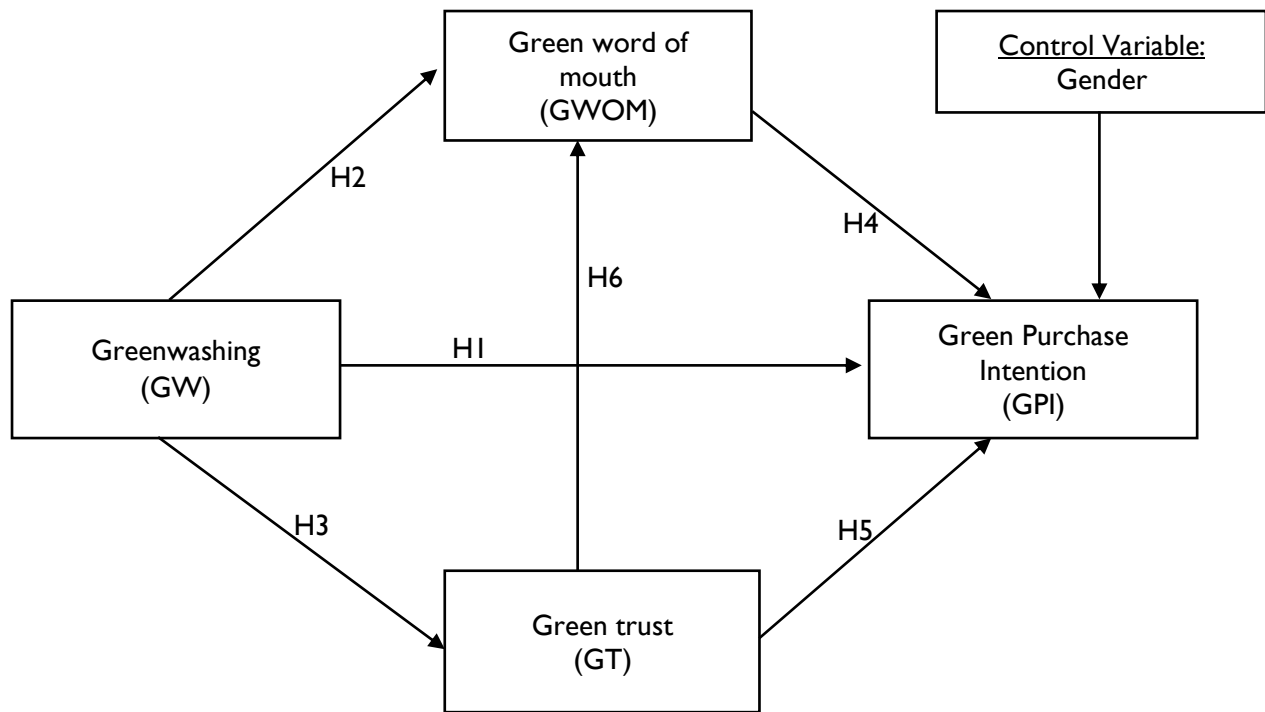 Green word of
mouth
(GWOM)
Control Variable:
Gender
H2
H4
H6
Greenwashing
(GW)
H1
Green Purchase
Intention
(GPI)
H3
H5
Green trust
(GT)